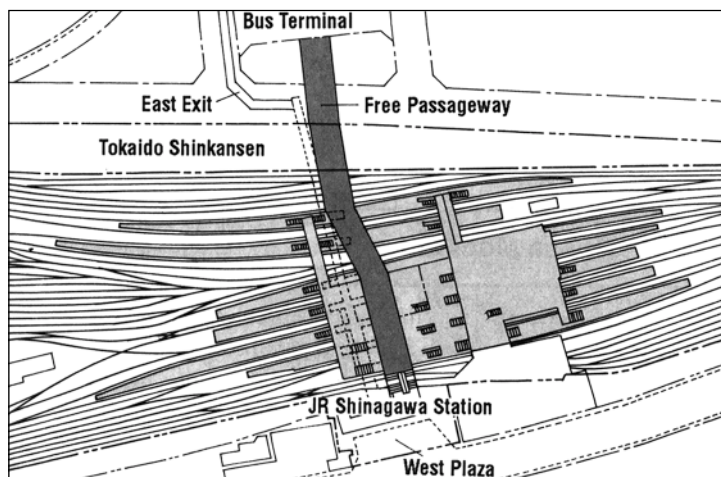 Bus Terminal
East Exit
Free Passageway
Tokaido Shinkansen
JR Shinagawa Station
West Plaza